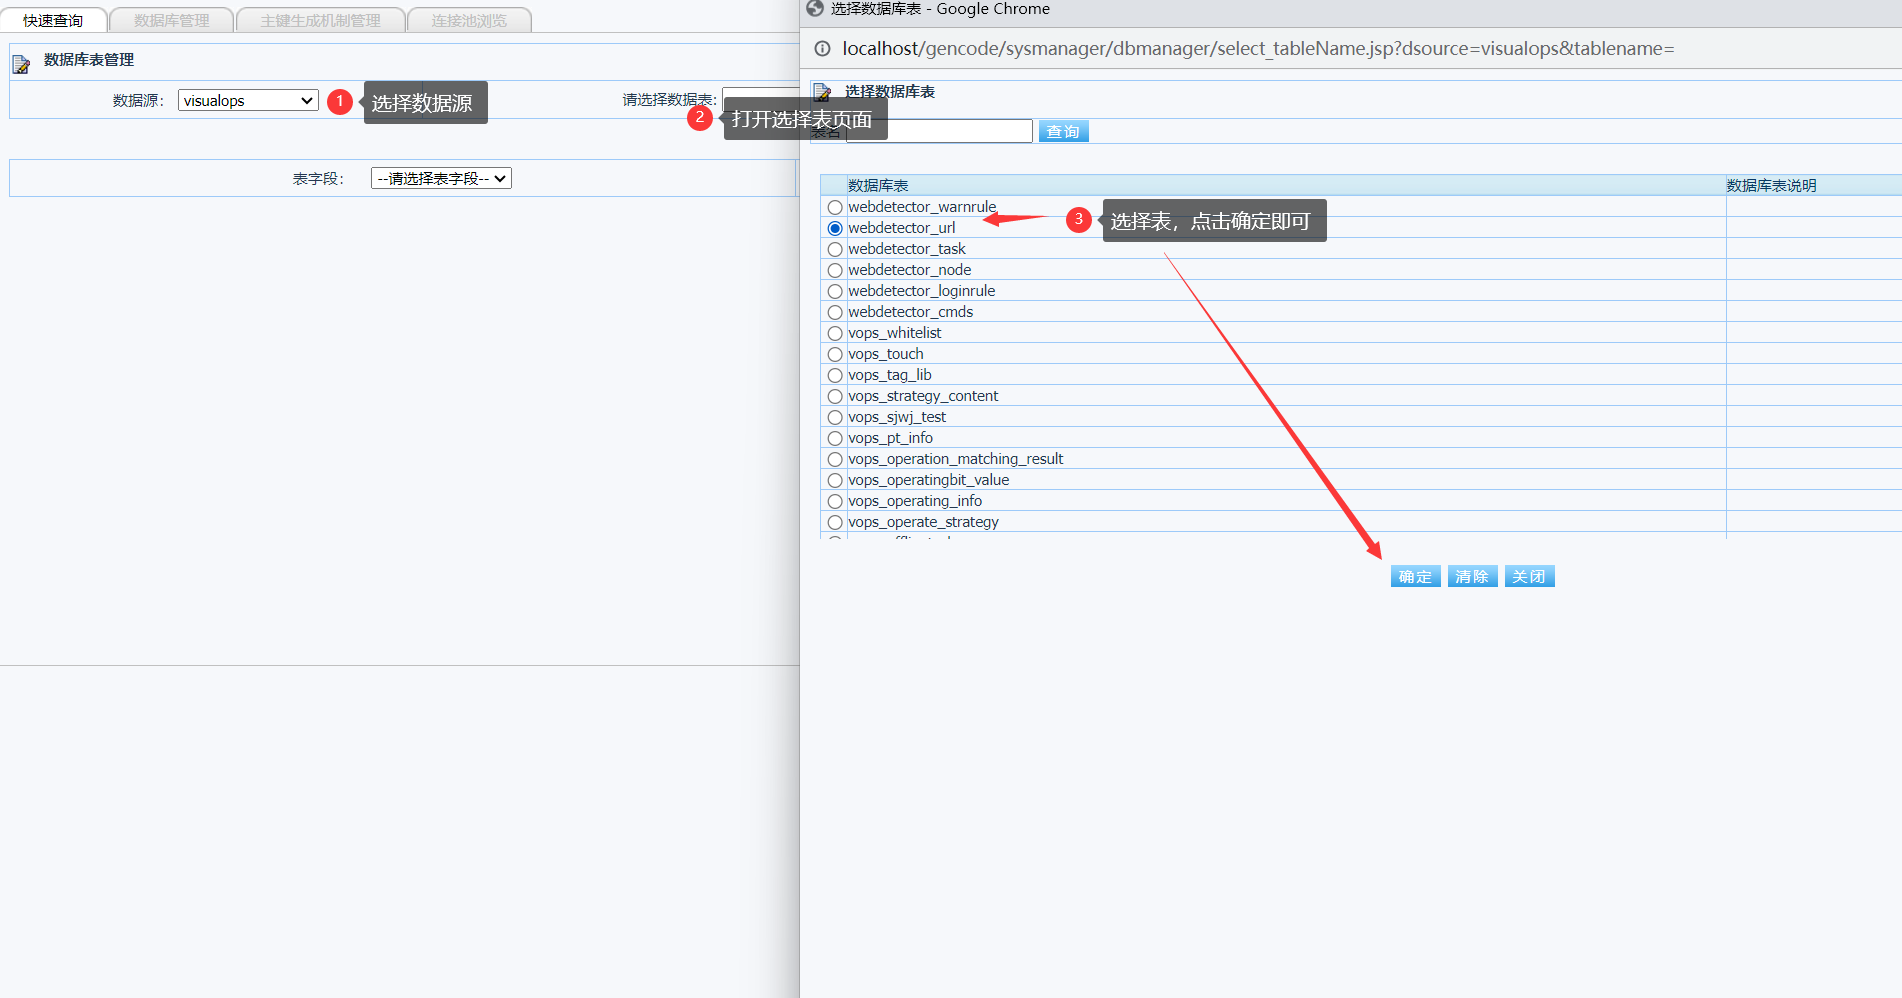 快速查询
数据库管理
主键生成机制管理
连接池浏览
数据库表管理
数据源：
visualops
1
选择数据源
请选择数据表:
2
打开选择表页面
表字段：
--请选择表字段--
选择数据库表 - Google Chrome
localhost/gencode/sysmanager/dbmanager/select_tableName.jsp?dsource=visualops&tablename=
选择数据库表
表名
查询
数据库表
数据库表说明
webdetector_warnrule
webdetector_url
3
选择表，点击确定即可
webdetector_task
webdetector_node
webdetector_loginrule
webdetector_cmds
vops_whitelist
vops_touch
vops_tag_lib
vops_strategy_content
vops_sjwj_test
vops_pt_info
vops_operation_matching_result
vops_operatingbit_value
vops_operating_info
vops_operate_strategy
确定
清除
关闭